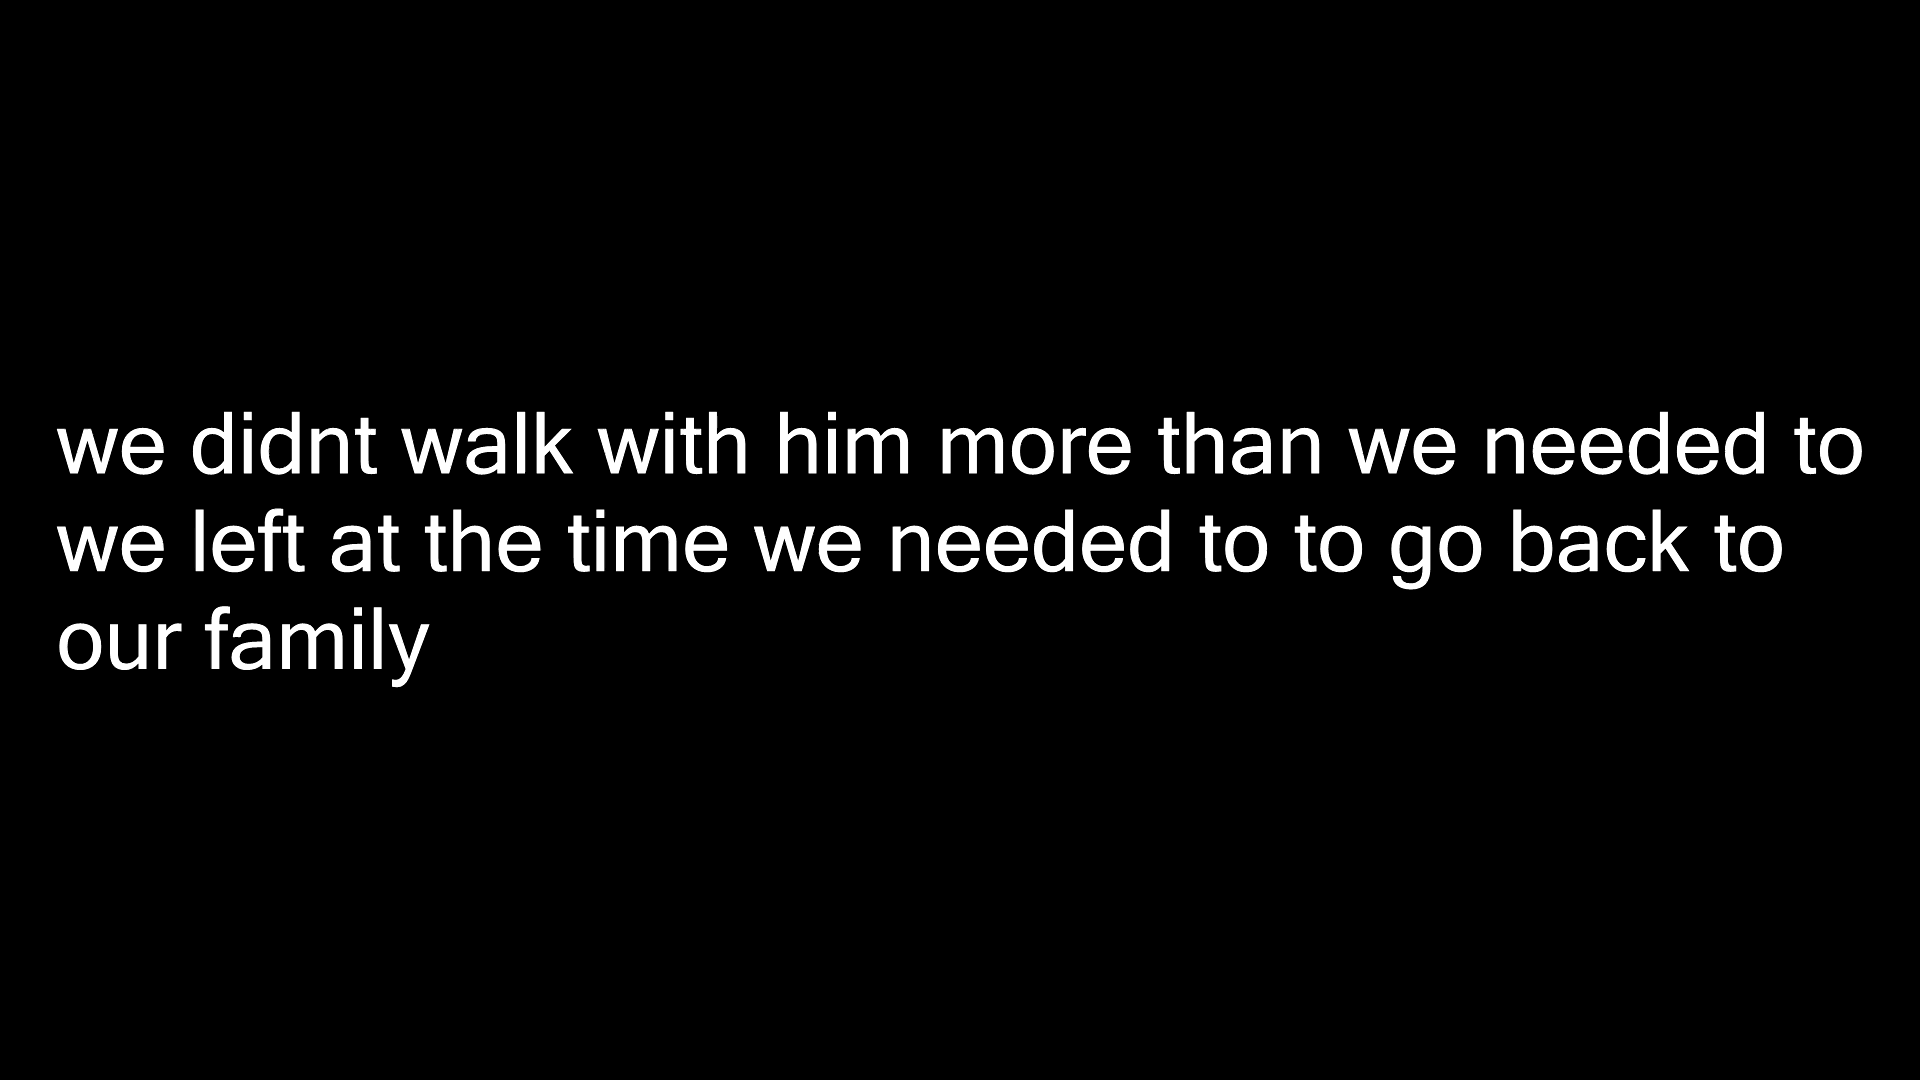 we didnt walk with him more than we needed to
we left at the time we needed to to go back to
our family